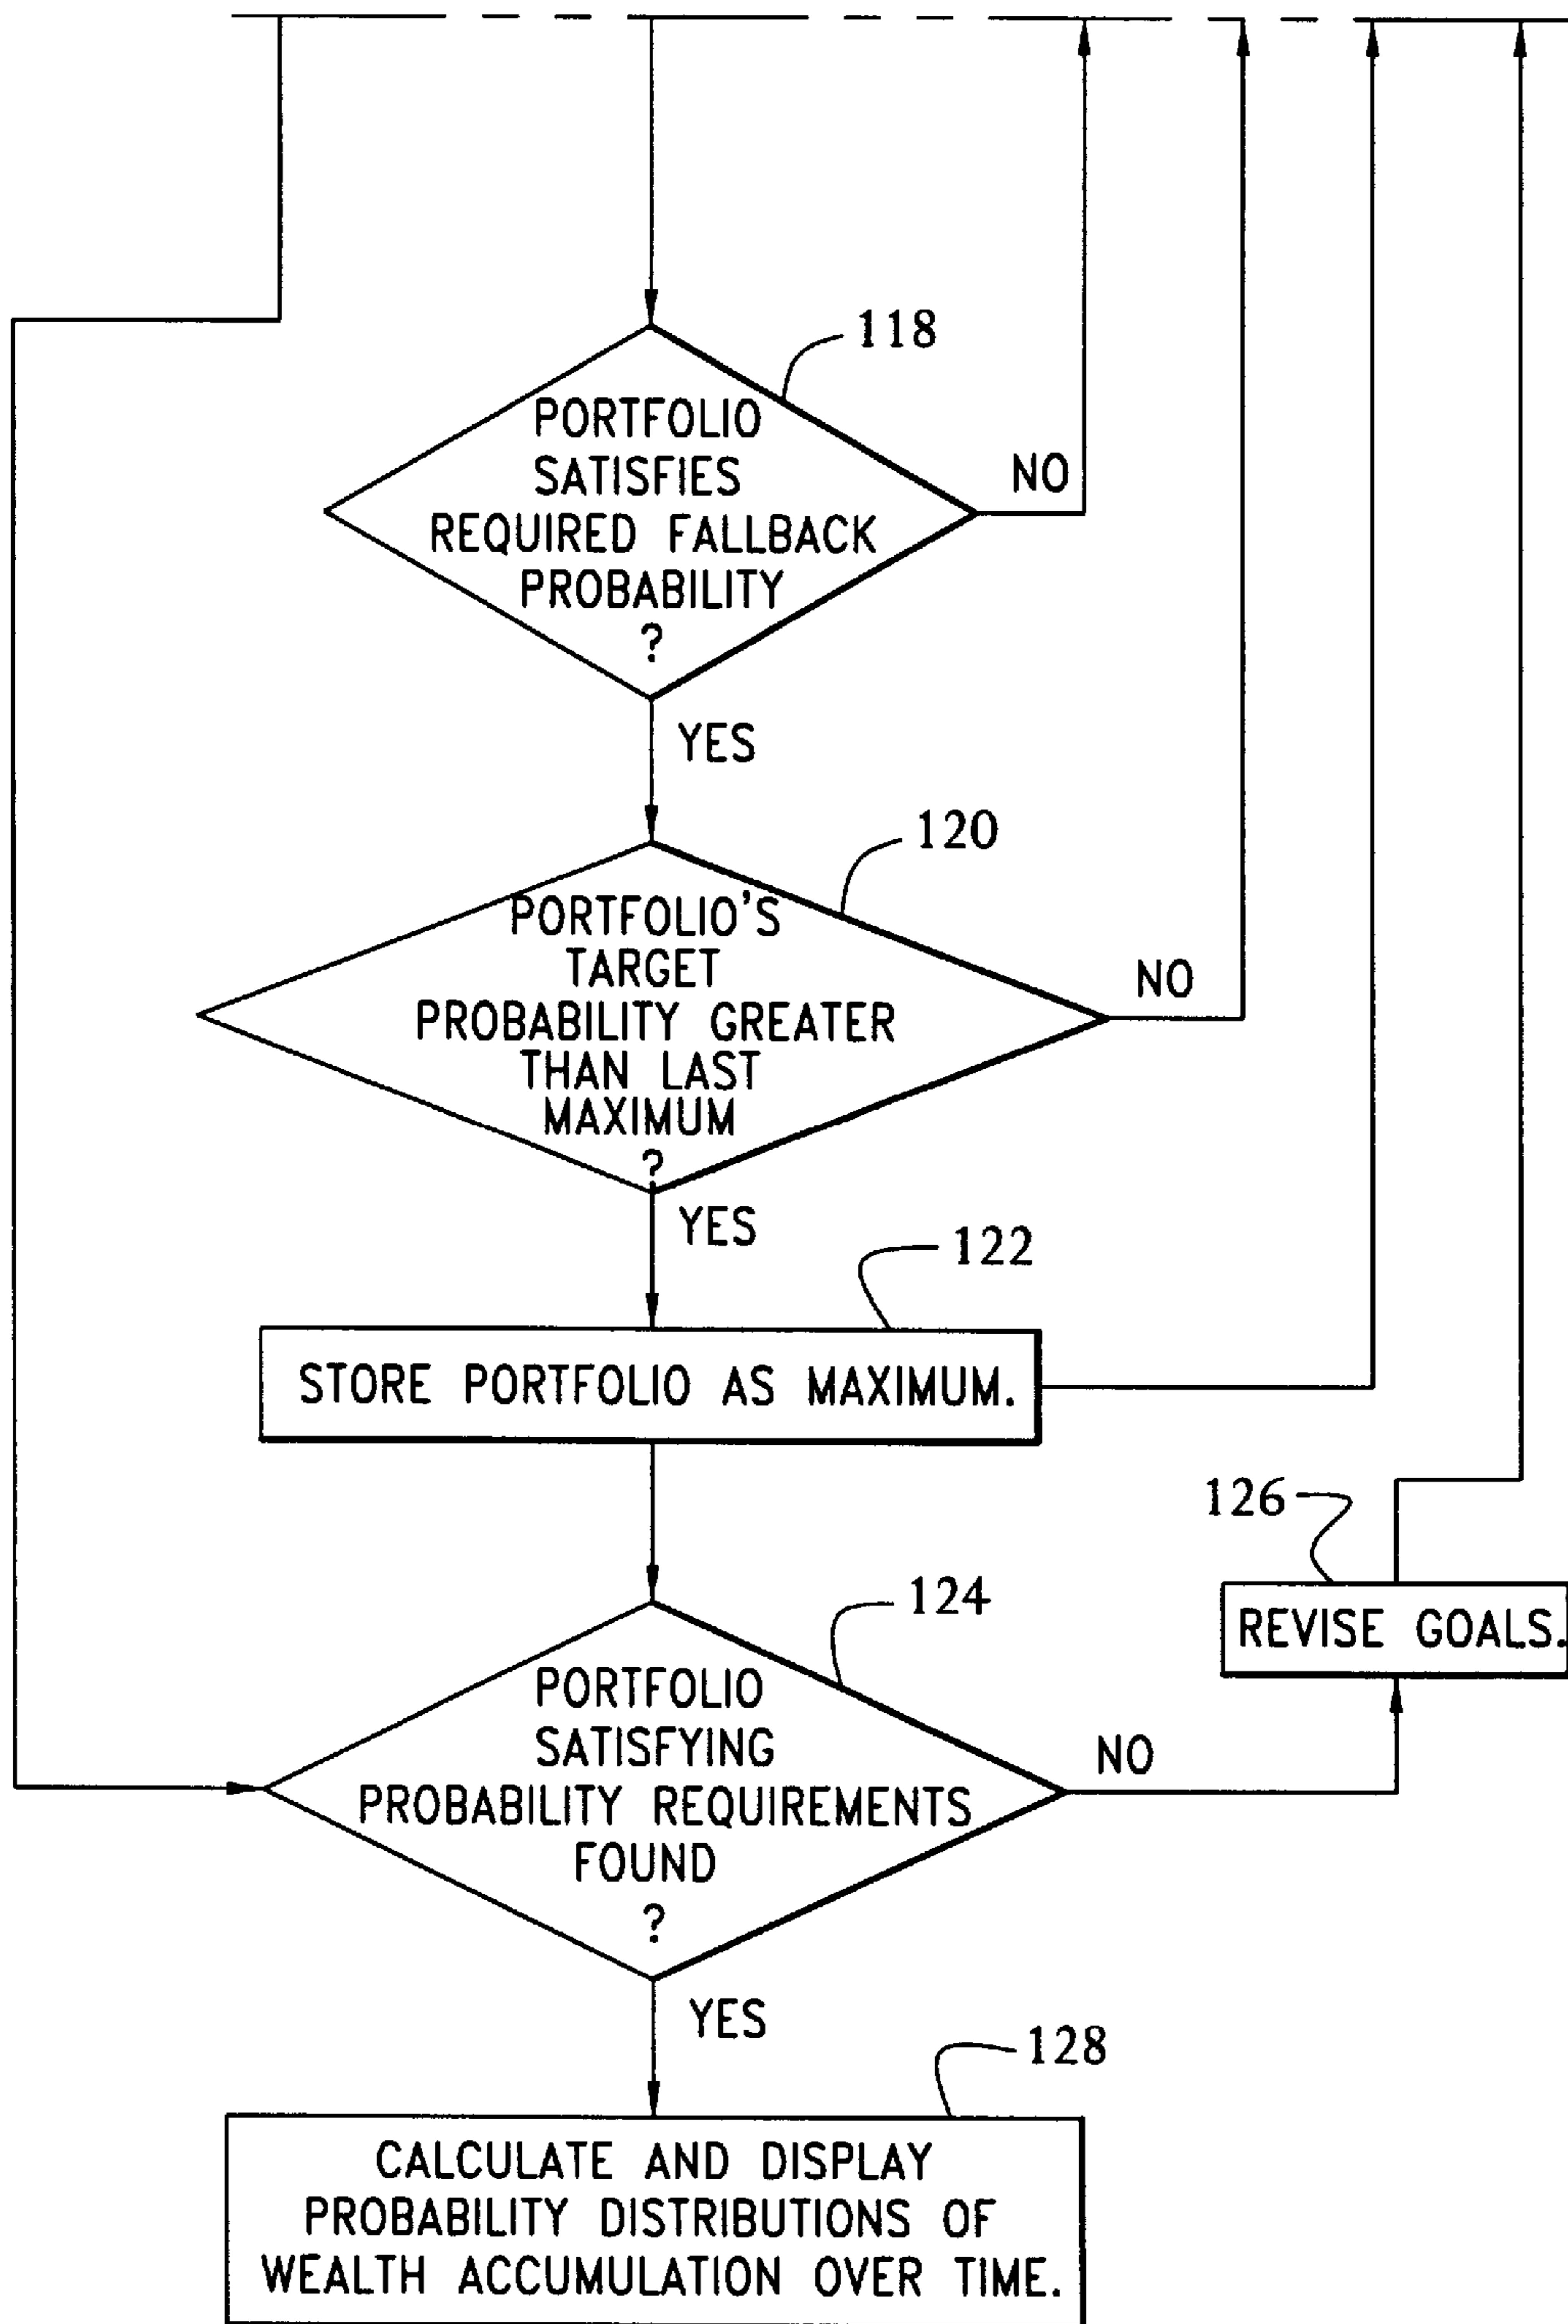 118
PORTFOLIO
SATISFIES
REQUIRED FALLBACK
PROBABILITY
?
NO
YES
120
PORTFOLIO'S
TARGET
PROBABILITY GREATER
THAN LAST
MAXIMUM
?
NO
YES
122
STORE PORTFOLIO AS MAXIMUM.
126
REVISE GOALS.
124
PORTFOLIO
SATISFYING
PROBABILITY REQUIREMENTS
FOUND
?
NO
YES
128
CALCULATE AND DISPLAY
PROBABILITY DISTRIBUTIONS OF
WEALTH ACCUMULATION OVER TIME.